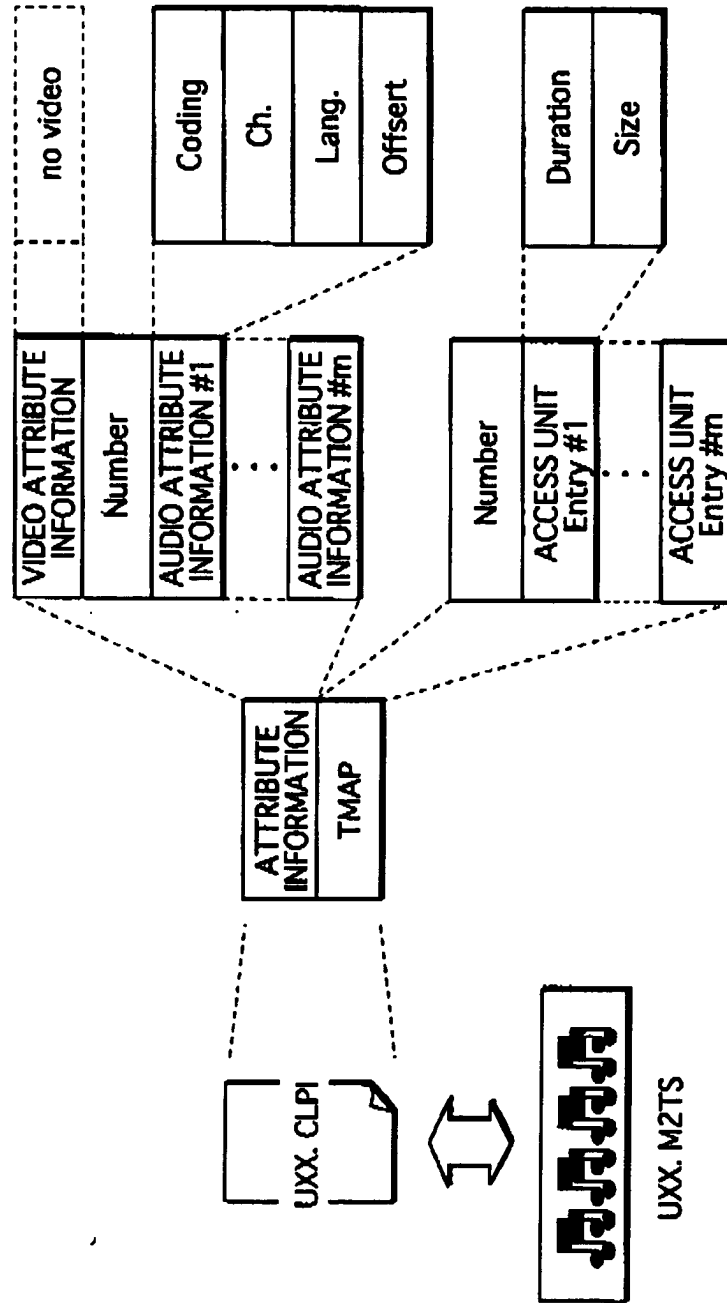 UXX. CLPI
UXX. M2TS
ATTRIBUTE
INFORMATION
TMAP
VIDEO ATTRIBUTE
INFORMATION
Number
AUDIO ATTRIBUTE
INFORMATION #1
AUDIO ATTRIBUTE
INFORMATION #m
Number
ACCESS UNIT
Entry #1
ACCESS UNIT
Entry #m
no video
Coding
Ch.
Lang.
Offsert
Duration
Size